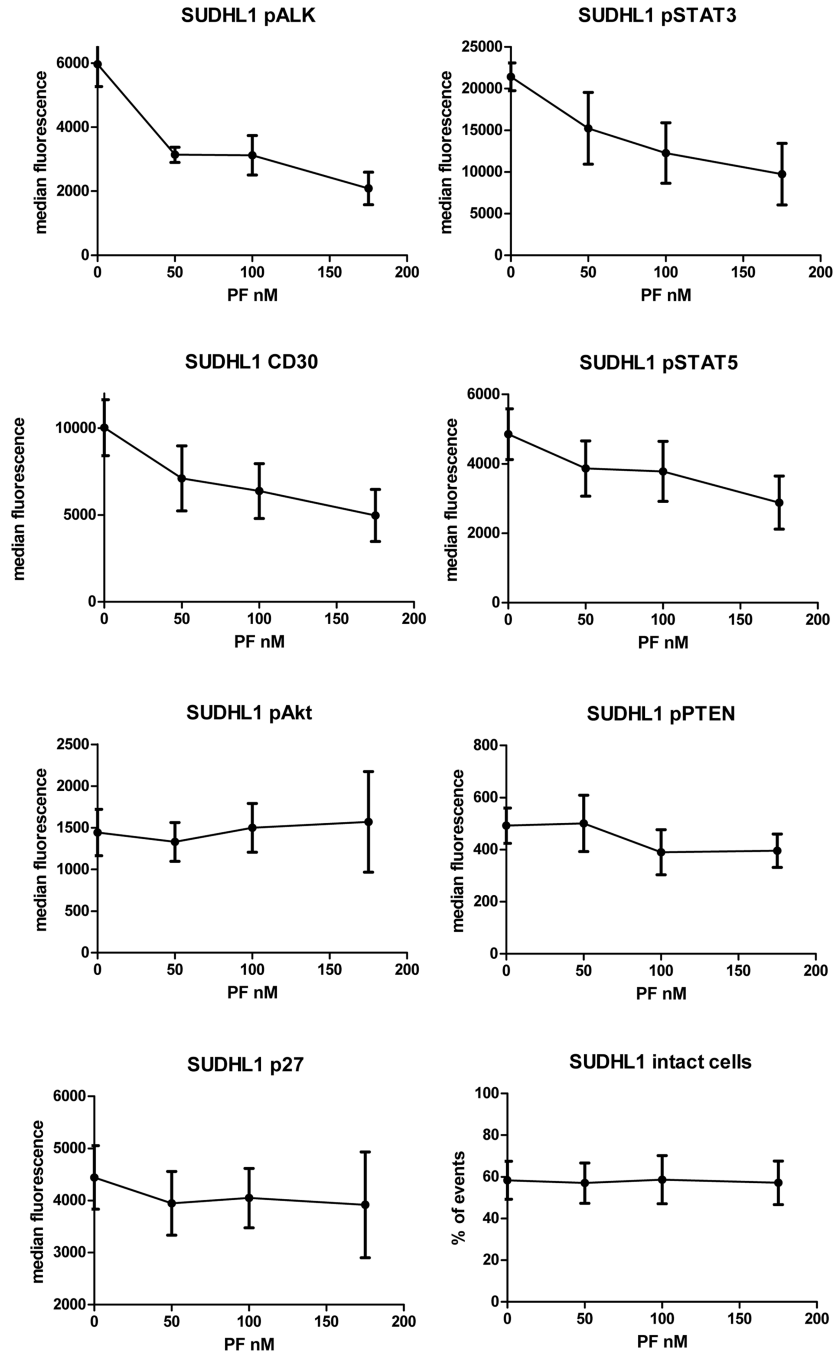 SUDHL1 pALK
6000
4000
2000
0
median fluorescence
0 50 100 150 200
PF nM
SUDHL1 pSTAT3
25000
20000
15000
10000
5000
0
median fluorescence
0 50 100 150 200
PF nM
SUDHL1 CD30
10000
5000
0
median fluorescence
0 50 100 150 200
PF nM
SUDHL1 pSTAT5
6000
4000
2000
0
median fluorescence
0 50 100 150 200
PF nM
SUDHL1 pAkt
2500
2000
1500
1000
500
0
median fluorescence
0 50 100 150 200
PF nM
SUDHL1 pPTEN
800
600
400
200
0
median fluorescence
0 50 100 150 200
PF nM
SUDHL1 p27
6000
5000
4000
3000
2000
median fluorescence
0 50 100 150 200
PF nM
SUDHL1 intact cells
100
80
60
40
20
0
% of events
0 50 100 150 200
PF nM